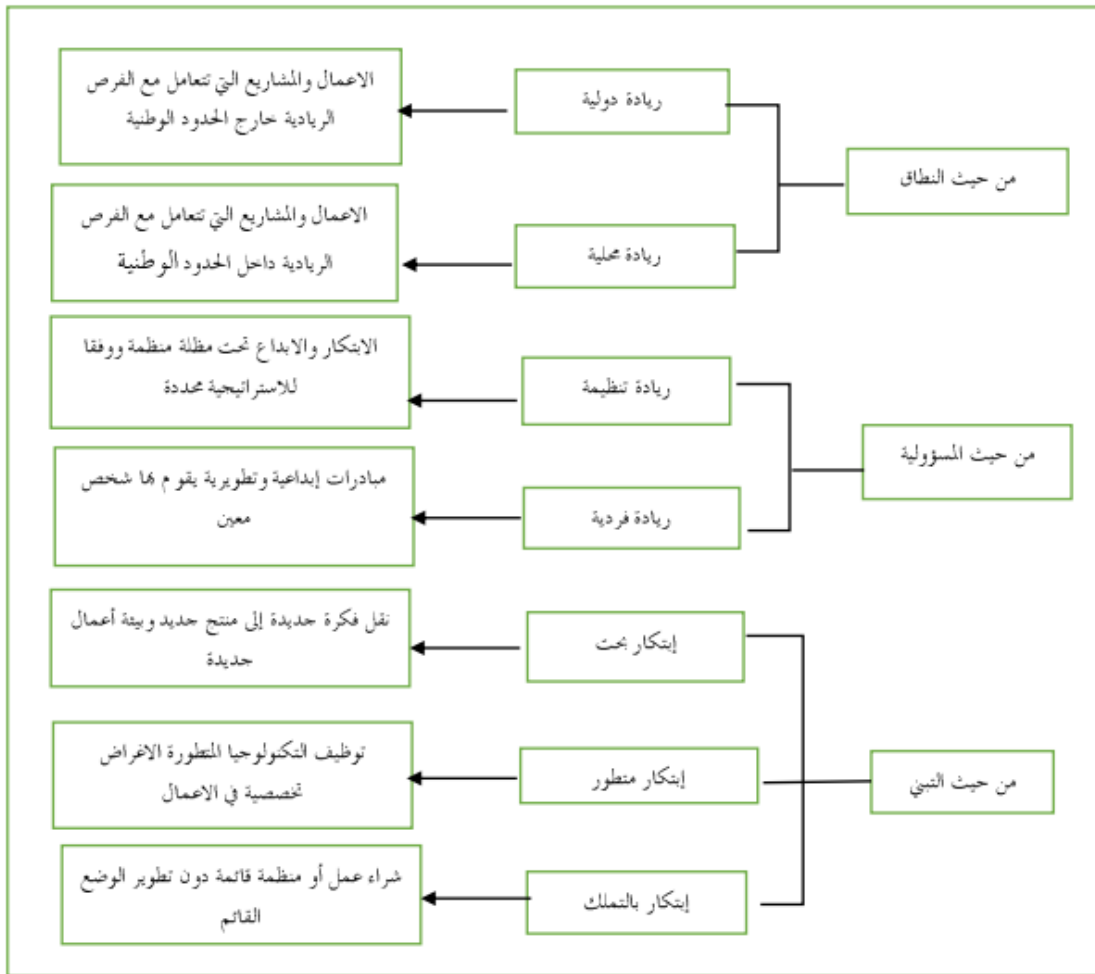 من حيث النطاق
ريادة دولية
الاعمال والمشاريع التي تتعامل مع الفرص
الريادية خارج الحدود الوطنية
ريادة محلية
الاعمال والمشاريع التي تتعامل مع الفرص
الريادية داخل الحدود الوطنية
من حيث المسؤولية
ريادة تنظيمة
الابتكار والابداع تحت مظلة منظمة ووفقا
للاستراتيجية محددة
ريادة فردية
مبادرات إبداعية وتطويرية يقوم بها شخص
معين
من حيث التبني
إبتكار بحت
نقل فكرة جديدة إلى منتج جديد وبيئة أعمال
جديدة
إبتكار متطور
توظيف التكنولوجيا المتطورة الاغراض
تخصصية في الاعمال
إبتكار بالتملك
شراء عمل أو منظمة قائمة دون تطوير الوضع
القائم